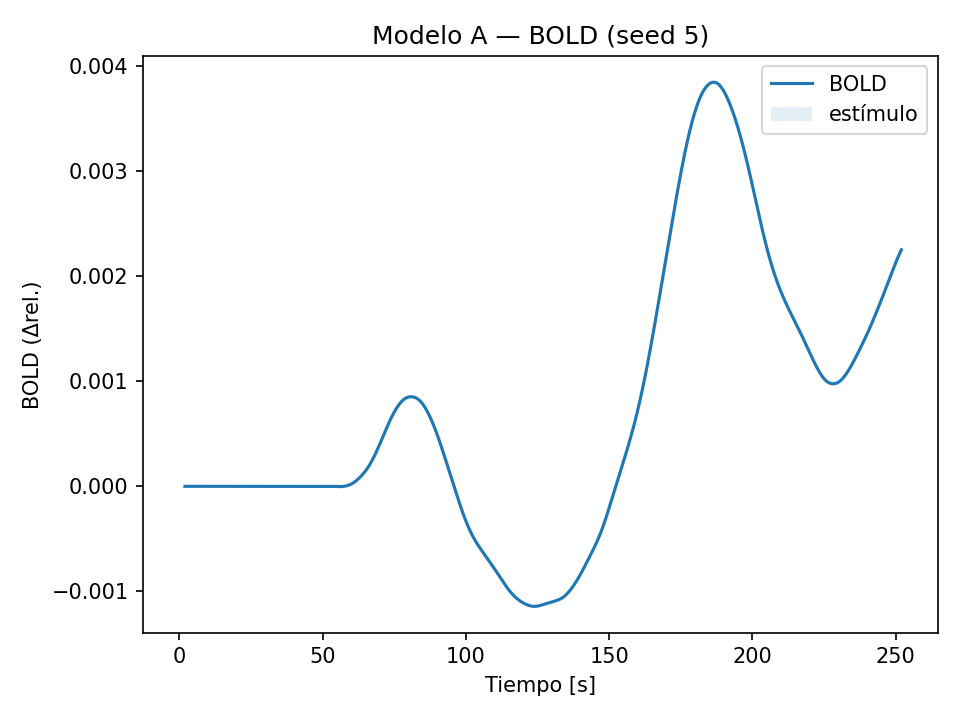 Modelo A — BOLD (seed 5)
BOLD
estímulo
0.004
0.003
0.002
0.001
0.000
−0.001
BOLD (Δrel.)
0 50 100 150 200 250
Tiempo [s]